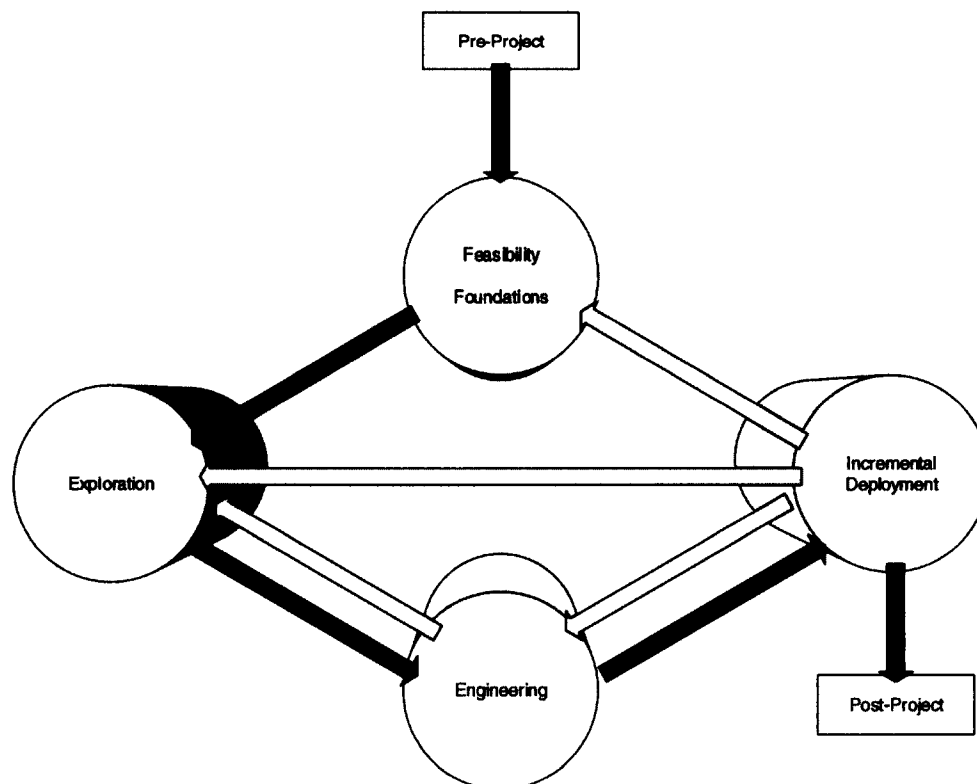 Pre-Project
Feasibility
Foundations
Exploration
Incremental
Deployment
Engineering
Post-Project